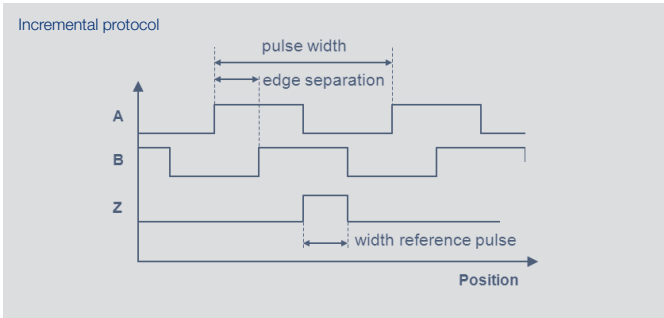 Incremental protocol
pulse width
edge separation
A
B
Z
width reference pulse
Position